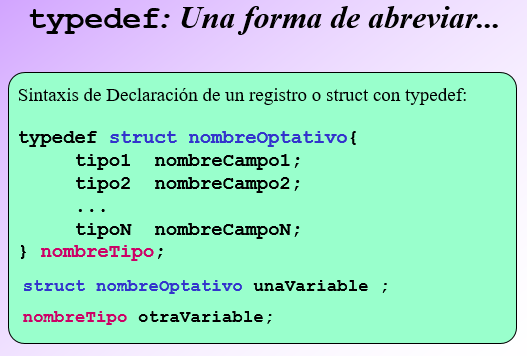 typedef: Una forma de abreviar...
Sintaxis de Declaración de un registro o struct con typedef:
typedef struct nombreOptativo{
tipo1 nombreCampo1;
tipo2 nombreCampo2;
...
tipoN nombreCampoN;
} nombreTipo;
struct nombreOptativo unaVariable ;
nombreTipo otraVariable;